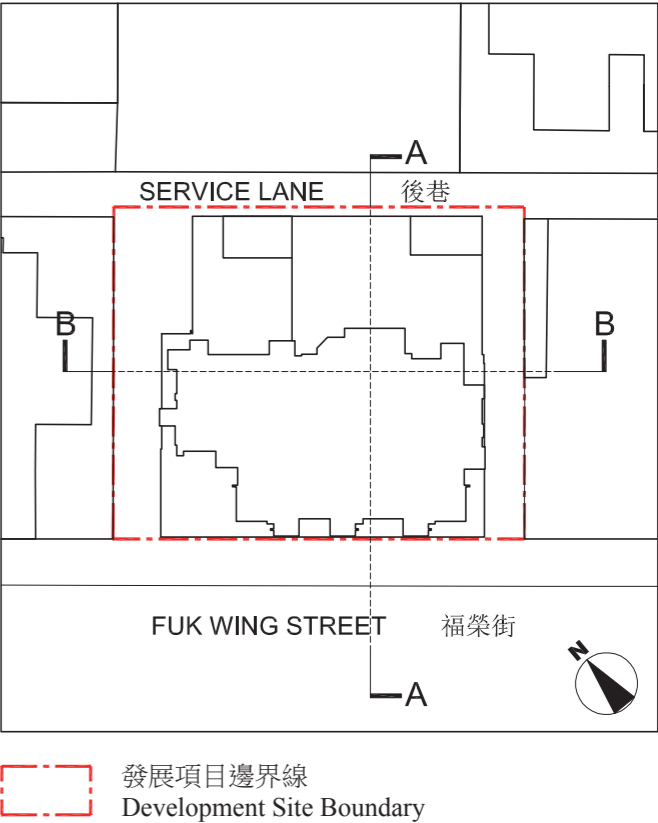 A
SERVICE LANE 後巷
B B
FUK WING STREET 福榮街
N
A
發展項目邊界線
Development Site Boundary